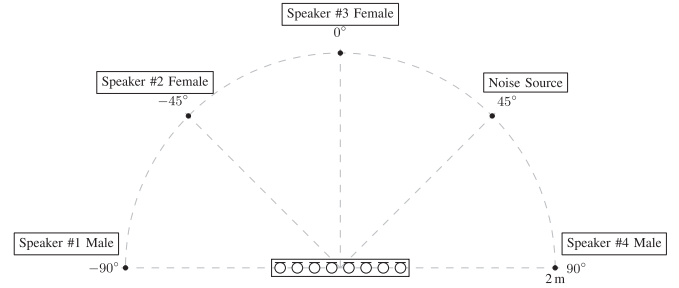 Speaker #3 Female
0°
Speaker #2 Female
−45°
Noise Source
45°
Speaker #1 Male
−90°
Speaker #4 Male
90°
2 m